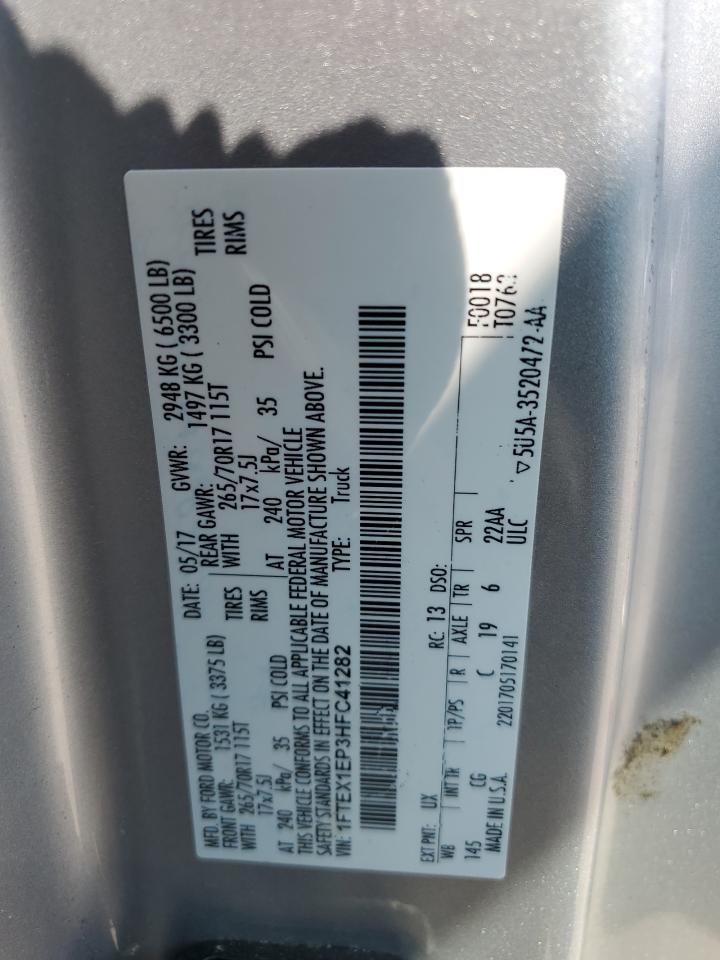 MFD. BY FORD MOTOR CO.
DATE: 05/17 GVWR: 2948 KG ( 6500 LB)
FRONT GAWR: 1531 KG ( 3375 LB) REAR GAWR: 1497 KG ( 3300 LB)
WITH 265/70R17 115T TIRES WITH 265/70R17 115T TIRES
17x7.5J RIMS 17x7.5J RIMS
AT 240 kPa/ 35 PSI COLD AT 240 kPa/ 35 PSI COLD
THIS VEHICLE CONFORMS TO ALL APPLICABLE FEDERAL MOTOR VEHICLE
SAFETY STANDARDS IN EFFECT ON THE DATE OF MANUFACTURE SHOWN ABOVE.
VIN: 1FTEX1EP3HFC41282 TYPE: Truck
EXT PNT: UX RC: 13 DSO: F0018
WB INT TR TP/PS R AXLE TR SPR
145 CG C 19 6 22AA
MADE IN U.S.A. 2201705170141 ULC
▽5U5A-3520472-AA